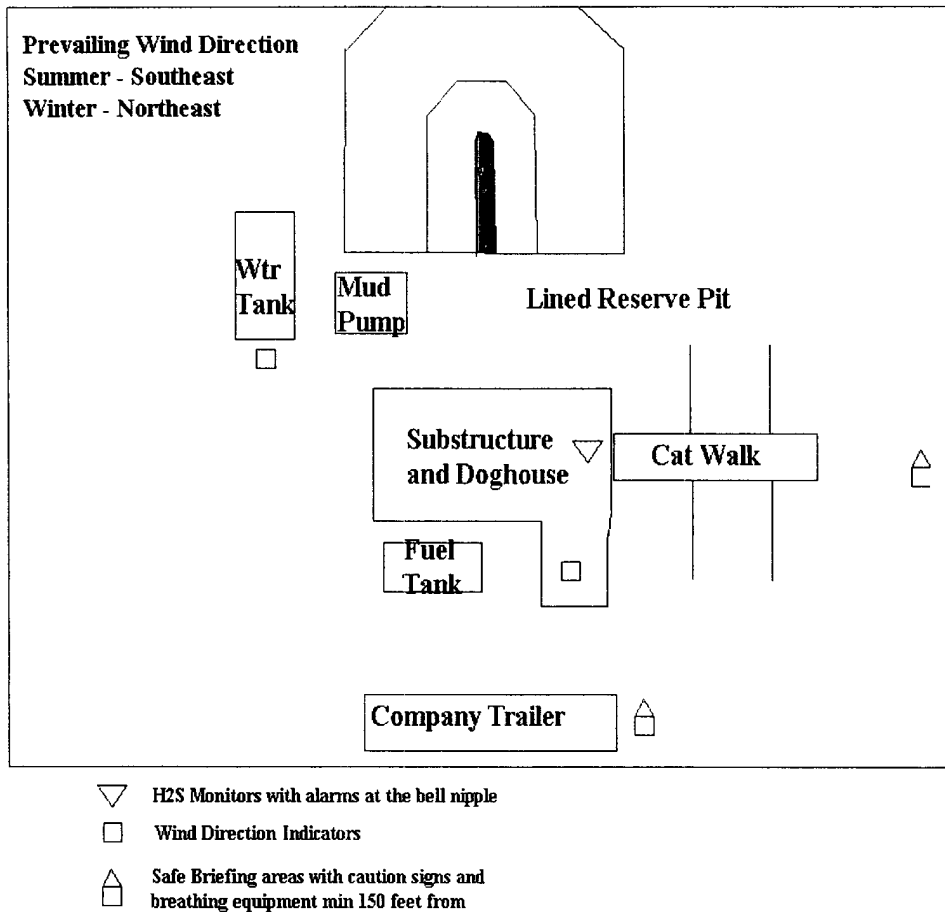 Prevailing Wind Direction
Summer - Southeast
Winter - Northeast
Wtr
Tank
Mud
Pump
Lined Reserve Pit
Substructure
and Doghouse
Cat Walk
Fuel
Tank
Company Trailer
H2S Monitors with alarms at the bell nipple
Wind Direction Indicators
Safe Briefing areas with caution signs and
breathing equipment min 150 feet from